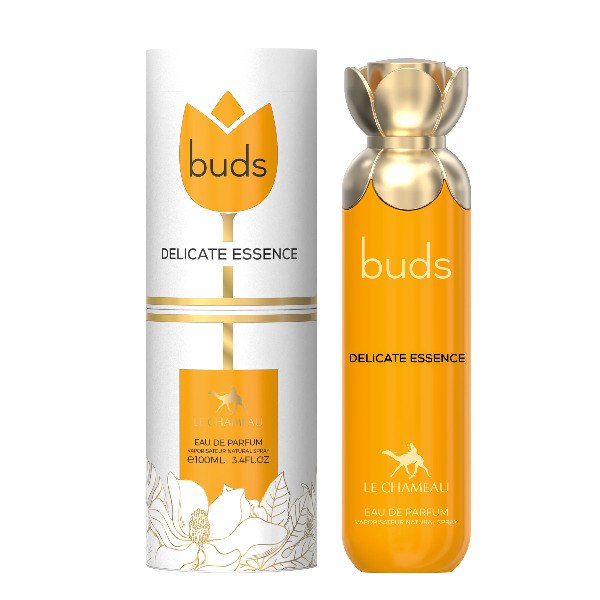 buds
DELICATE ESSENCE
LE CHAMEAU
EAU DE PARFUM
VAPORISATEUR NATURAL SPRAY
℮100ML 3.4FL.OZ
buds
DELICATE ESSENCE
LE CHAMEAU
EAU DE PARFUM
VAPORISATEUR NATURAL SPRAY